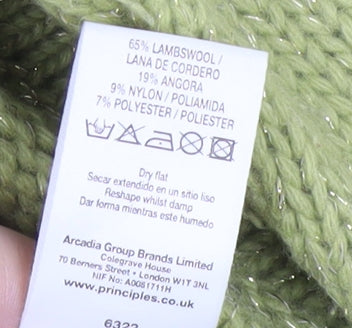 65% LAMBSWOOL /
LANA DE CORDERO
19% ANGORA
9% NYLON / POLIAMIDA
7% POLYESTER / POLIESTER
Dry flat
Secar extendido en un sitio liso
Reshape whilst damp
Dar forma mientras este humedo
Arcadia Group Brands Limited
Colegrave House
70 Berners Street • London W1T 3NL
NIF No: A0081711H
www.principles.co.uk
6322